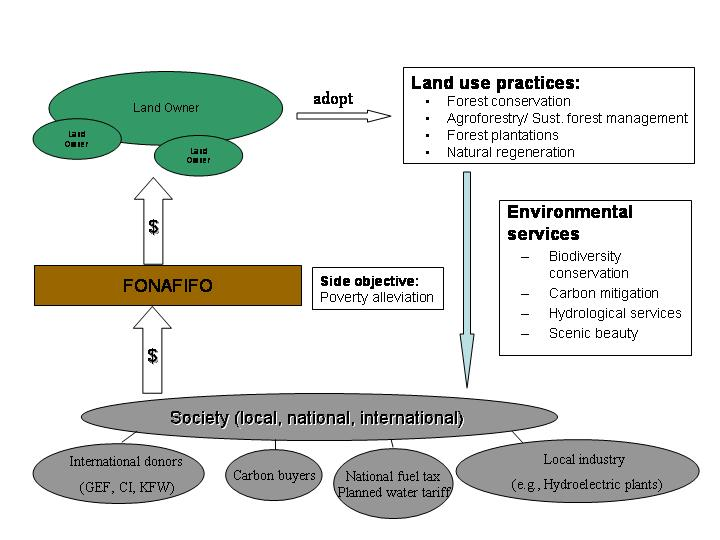 Land Owner
Land
Owner
Land
Owner
adopt
Land use practices:
• Forest conservation
• Agroforestry/ Sust. forest management
• Forest plantations
• Natural regeneration
$
FONAFIFO
Side objective:
Poverty alleviation
Environmental
services
– Biodiversity
conservation
– Carbon mitigation
– Hydrological services
– Scenic beauty
$
Society (local, national, international)
International donors
(GEF, CI, KFW)
Carbon buyers
National fuel tax
Planned water tariff
Local industry
(e.g., Hydroelectric plants)